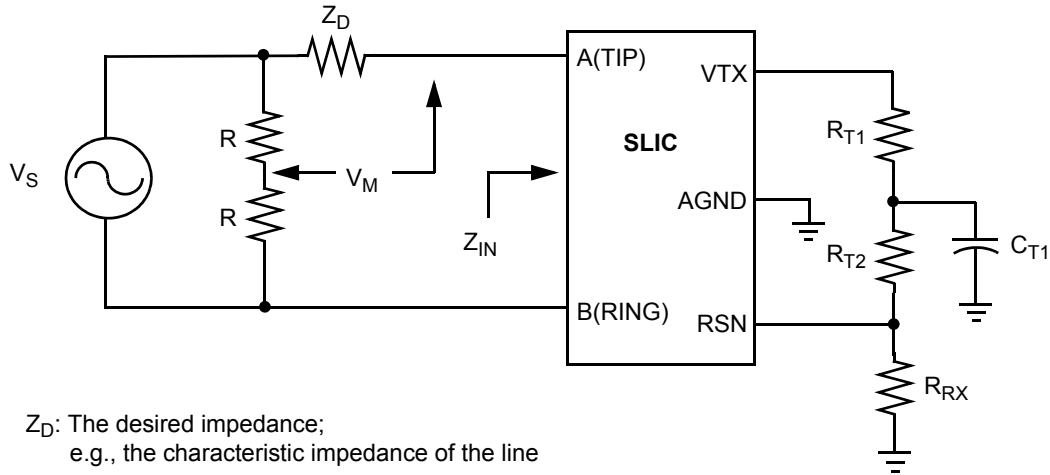 Z_D
A(TIP)
VTX
R
R_T1
SLIC
V_S
V_M
AGND
R
Z_IN
R_T2
C_T1
B(RING)
RSN
R_RX
Z_D: The desired impedance;
e.g., the characteristic impedance of the line